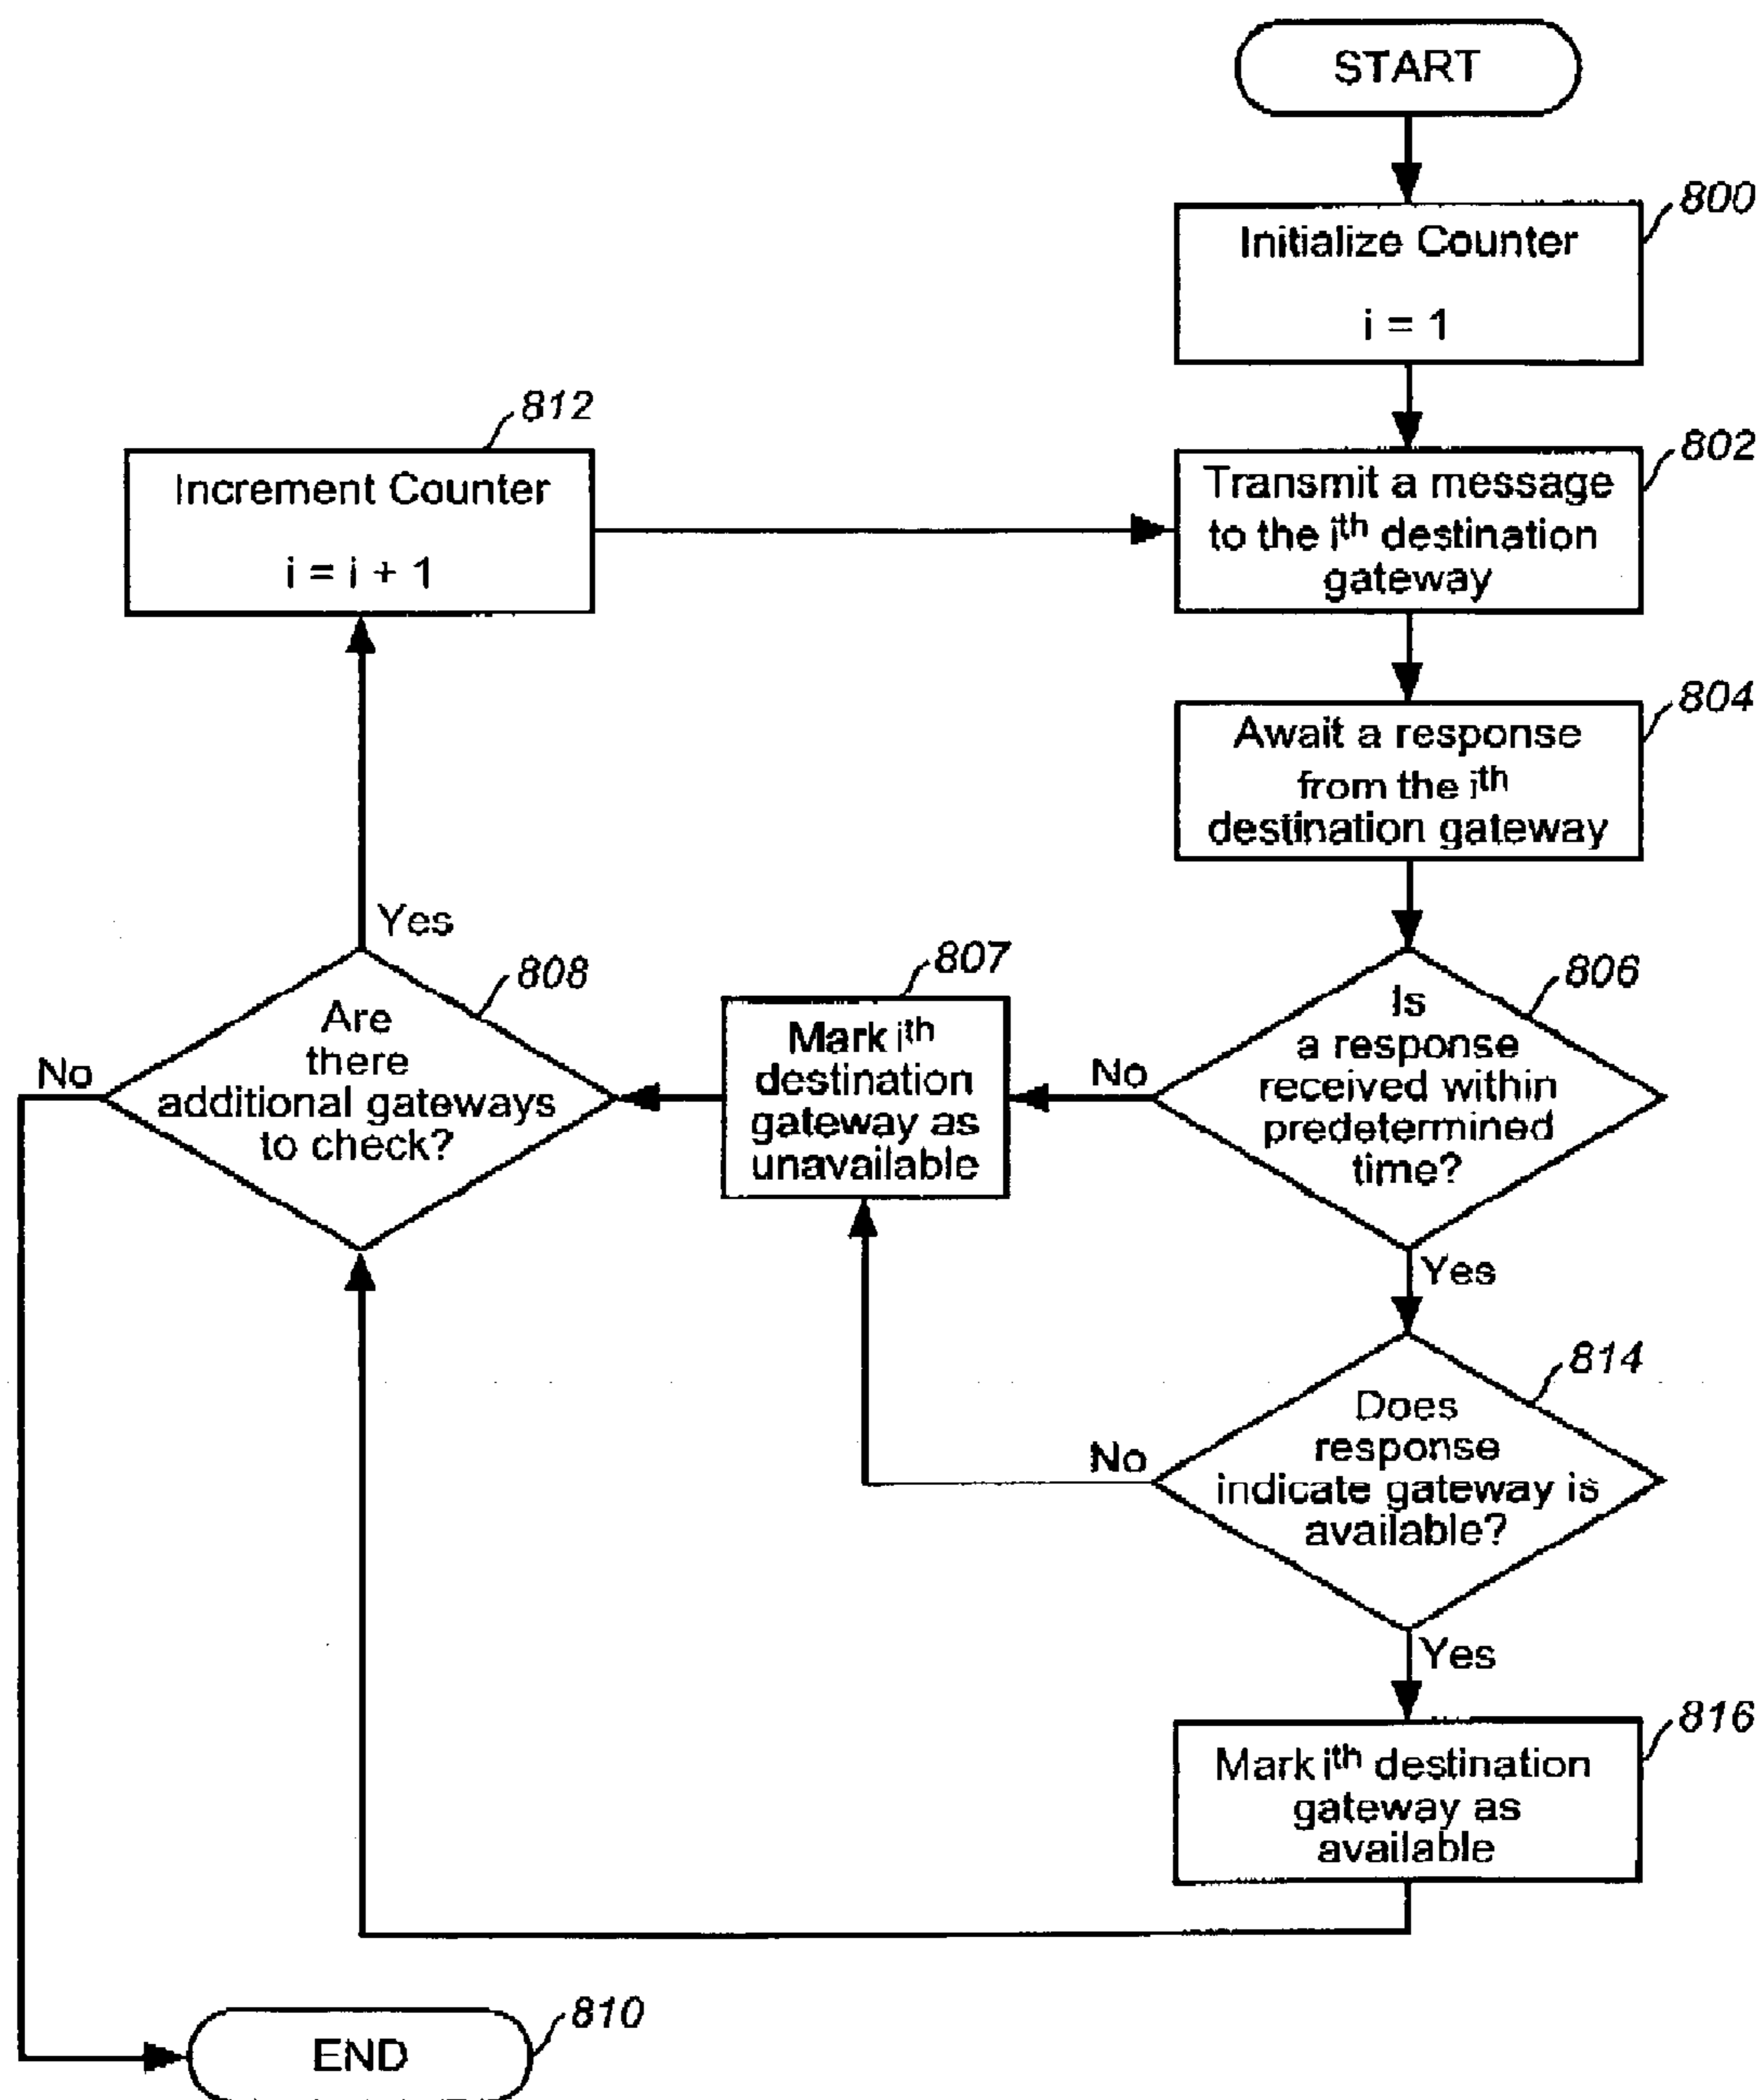 START
800
Initialize Counter
i = 1
812
Increment Counter
i = i + 1
802
Transmit a message
to the ith destination
gateway
804
Await a response
from the ith
destination gateway
806
Is
a response
received within
predetermined
time?
No
Yes
807
Mark ith
destination
gateway as
unavailable
808
Are
there
additional gateways
to check?
Yes
No
814
Does
response
indicate gateway is
available?
No
Yes
816
Mark ith destination
gateway as
available
END
810